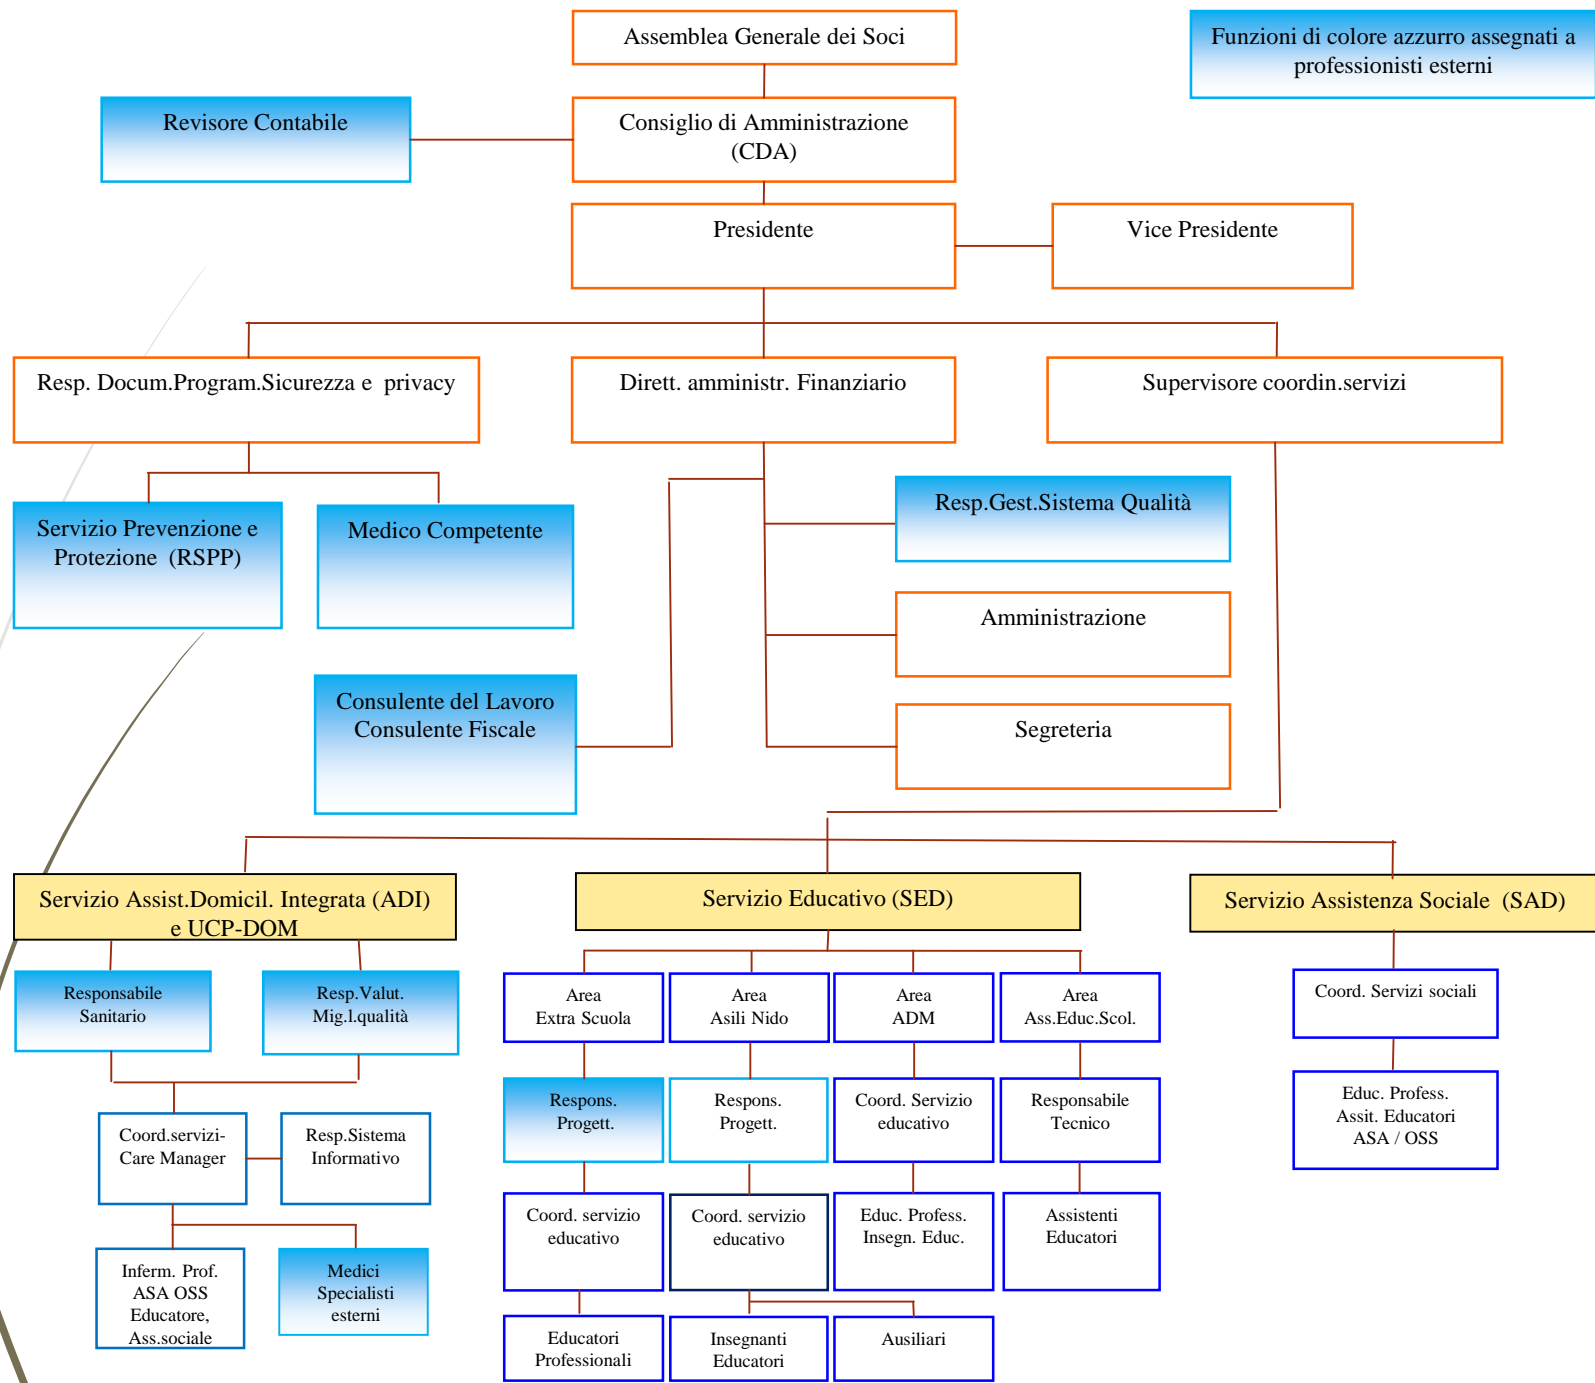 Assemblea Generale dei Soci
Funzioni di colore azzurro assegnati a
professionisti esterni
Revisore Contabile
Consiglio di Amministrazione
(CDA)
Presidente
Vice Presidente
Resp. Docum.Program.Sicurezza e privacy
Dirett. amministr. Finanziario
Supervisore coordin.servizi
Servizio Prevenzione e
Protezione (RSPP)
Medico Competente
Resp.Gest.Sistema Qualità
Amministrazione
Consulente del Lavoro
Consulente Fiscale
Segreteria
Servizio Assist.Domicil. Integrata (ADI)
e UCP-DOM
Servizio Educativo (SED)
Servizio Assistenza Sociale (SAD)
Responsabile
Sanitario
Resp.Valut.
Mig.l.qualità
Area
Extra Scuola
Area
Asili Nido
Area
ADM
Area
Ass.Educ.Scol.
Coord. Servizi sociali
Respons.
Progett.
Respons.
Progett.
Coord. Servizio
educativo
Responsabile
Tecnico
Educ. Profess.
Assit. Educatori
ASA / OSS
Coord.servizi-
Care Manager
Resp.Sistema
Informativo
Coord. servizio
educativo
Coord. servizio
educativo
Educ. Profess.
Insegn. Educ.
Assistenti
Educatori
Inferm. Prof.
ASA OSS
Educatore,
Ass.sociale
Medici
Specialisti
esterni
Educatori
Professionali
Insegnanti
Educatori
Ausiliari